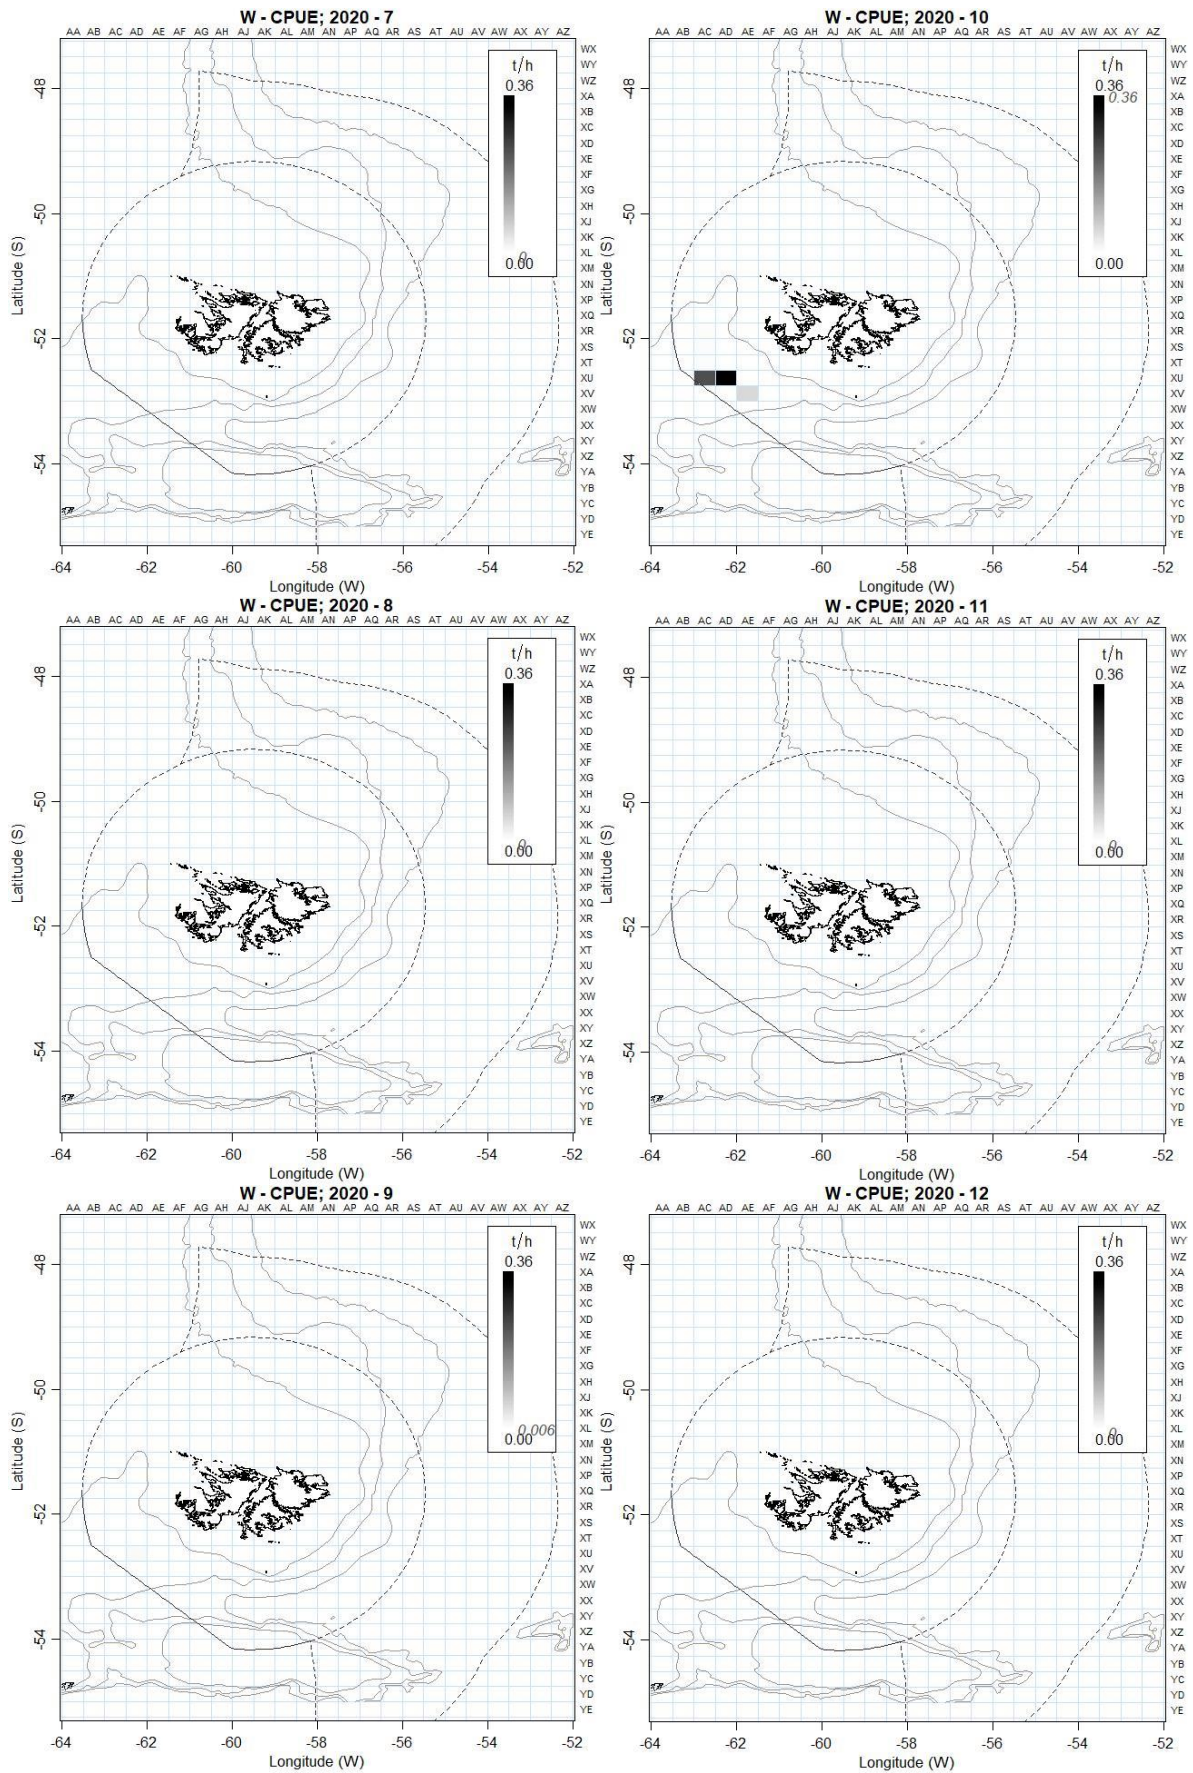 W - CPUE; 2020 - 7
AA AB AC AD AE AF AG AH AJ AK AL AM AN AP AQ AR AS AT AU AV AW AX AY AZ
t/h
0.36
0
0.00
-48
-50
-52
-54
Latitude (S)
WX
WY
WZ
XA
XB
XC
XD
XE
XF
XG
XH
XJ
XK
XL
XM
XN
XP
XQ
XR
XS
XT
XU
XV
XW
XX
XY
XZ
YA
YB
YC
YD
YE
-64 -62 -60 -58 -56 -54 -52
Longitude (W)
W - CPUE; 2020 - 10
AA AB AC AD AE AF AG AH AJ AK AL AM AN AP AQ AR AS AT AU AV AW AX AY AZ
t/h
0.36
0.36
0.00
-48
-50
-52
-54
Latitude (S)
WX
WY
WZ
XA
XB
XC
XD
XE
XF
XG
XH
XJ
XK
XL
XM
XN
XP
XQ
XR
XS
XT
XU
XV
XW
XX
XY
XZ
YA
YB
YC
YD
YE
-64 -62 -60 -58 -56 -54 -52
Longitude (W)
W - CPUE; 2020 - 8
AA AB AC AD AE AF AG AH AJ AK AL AM AN AP AQ AR AS AT AU AV AW AX AY AZ
t/h
0.36
0
0.00
-48
-50
-52
-54
Latitude (S)
WX
WY
WZ
XA
XB
XC
XD
XE
XF
XG
XH
XJ
XK
XL
XM
XN
XP
XQ
XR
XS
XT
XU
XV
XW
XX
XY
XZ
YA
YB
YC
YD
YE
-64 -62 -60 -58 -56 -54 -52
Longitude (W)
W - CPUE; 2020 - 11
AA AB AC AD AE AF AG AH AJ AK AL AM AN AP AQ AR AS AT AU AV AW AX AY AZ
t/h
0.36
0
0.00
-48
-50
-52
-54
Latitude (S)
WX
WY
WZ
XA
XB
XC
XD
XE
XF
XG
XH
XJ
XK
XL
XM
XN
XP
XQ
XR
XS
XT
XU
XV
XW
XX
XY
XZ
YA
YB
YC
YD
YE
-64 -62 -60 -58 -56 -54 -52
Longitude (W)
W - CPUE; 2020 - 9
AA AB AC AD AE AF AG AH AJ AK AL AM AN AP AQ AR AS AT AU AV AW AX AY AZ
t/h
0.36
0.006
0.00
-48
-50
-52
-54
Latitude (S)
WX
WY
WZ
XA
XB
XC
XD
XE
XF
XG
XH
XJ
XK
XL
XM
XN
XP
XQ
XR
XS
XT
XU
XV
XW
XX
XY
XZ
YA
YB
YC
YD
YE
-64 -62 -60 -58 -56 -54 -52
Longitude (W)
W - CPUE; 2020 - 12
AA AB AC AD AE AF AG AH AJ AK AL AM AN AP AQ AR AS AT AU AV AW AX AY AZ
t/h
0.36
0
0.00
-48
-50
-52
-54
Latitude (S)
WX
WY
WZ
XA
XB
XC
XD
XE
XF
XG
XH
XJ
XK
XL
XM
XN
XP
XQ
XR
XS
XT
XU
XV
XW
XX
XY
XZ
YA
YB
YC
YD
YE
-64 -62 -60 -58 -56 -54 -52
Longitude (W)